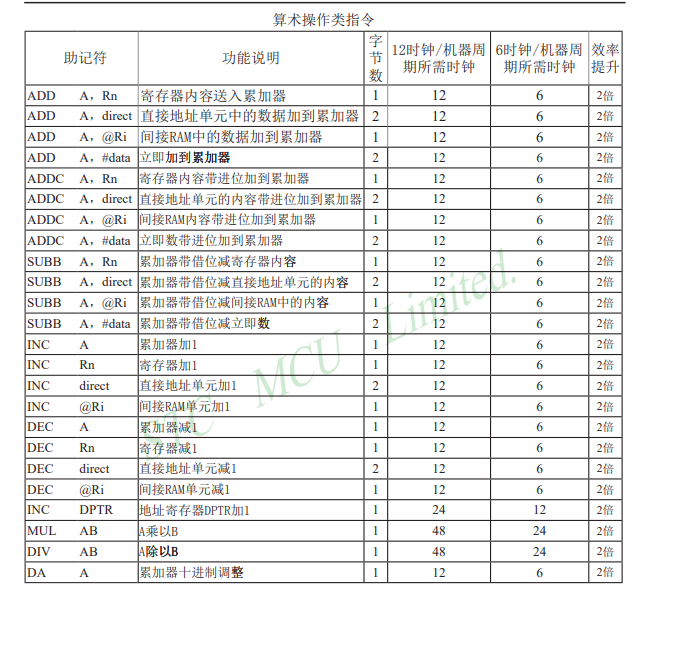 算术操作类指令
助记符 功能说明 字节数 12时钟/机器周期所需时钟 6时钟/机器周期所需时钟 效率提升
ADD A，Rn 寄存器内容送入累加器 1 12 6 2倍
ADD A，direct 直接地址单元中的数据加到累加器 2 12 6 2倍
ADD A，@Ri 间接RAM中的数据加到累加器 1 12 6 2倍
ADD A，#data 立即加到累加器 2 12 6 2倍
ADDC A，Rn 寄存器内容带进位加到累加器 1 12 6 2倍
ADDC A，direct 直接地址单元的内容带进位加到累加器 2 12 6 2倍
ADDC A，@Ri 间接RAM内容带进位加到累加器 1 12 6 2倍
ADDC A，#data 立即数带进位加到累加器 2 12 6 2倍
SUBB A，Rn 累加器带借位减寄存器内容 1 12 6 2倍
SUBB A，direct 累加器带借位减直接地址单元的内容 2 12 6 2倍
SUBB A，@Ri 累加器带借位减间接RAM中的内容 1 12 6 2倍
SUBB A，#data 累加器带借位减立即数 2 12 6 2倍
INC A 累加器加1 1 12 6 2倍
INC Rn 寄存器加1 1 12 6 2倍
INC direct 直接地址单元加1 2 12 6 2倍
INC @Ri 间接RAM单元加1 1 12 6 2倍
DEC A 累加器减1 1 12 6 2倍
DEC Rn 寄存器减1 1 12 6 2倍
DEC direct 直接地址单元减1 2 12 6 2倍
DEC @Ri 间接RAM单元减1 1 12 6 2倍
INC DPTR 地址寄存器DPTR加1 1 24 12 2倍
MUL AB A乘以B 1 48 24 2倍
DIV AB A除以B 1 48 24 2倍
DA A 累加器十进制调整 1 12 6 2倍
STC MCU Limited.